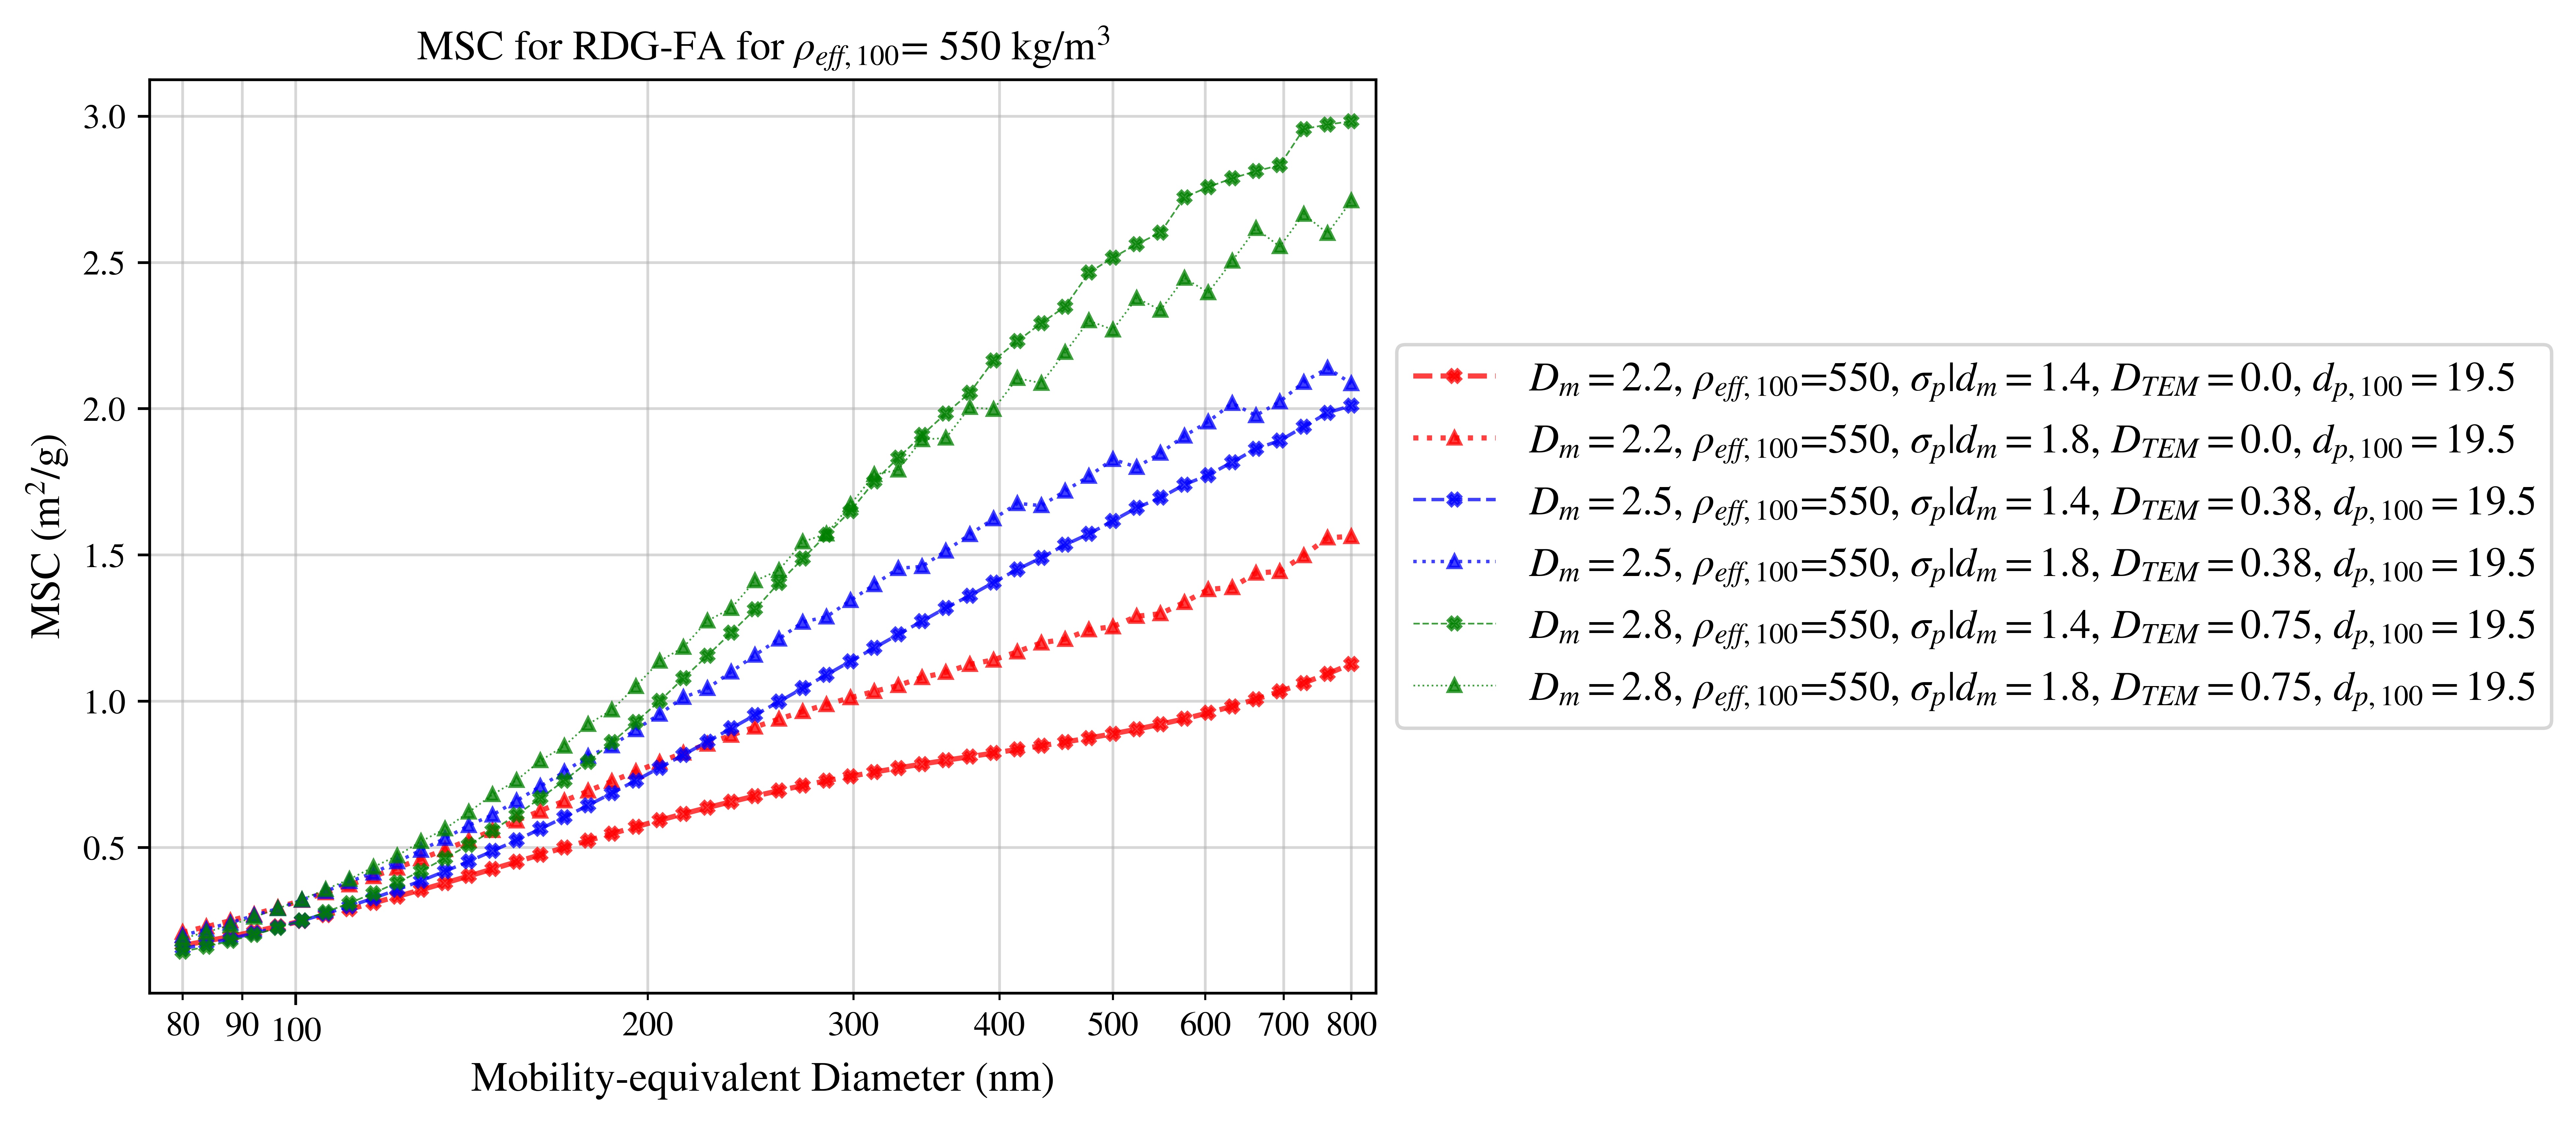 MSC for RDG-FA for ρeff,100= 550 kg/m³
MSC (m²/g)
3.0
2.5
2.0
1.5
1.0
0.5
80 90 100 200 300 400 500 600 700 800
Mobility-equivalent Diameter (nm)
Dm = 2.2, ρeff,100=550, σp|dm = 1.4, DTEM = 0.0, dp,100 = 19.5
Dm = 2.2, ρeff,100=550, σp|dm = 1.8, DTEM = 0.0, dp,100 = 19.5
Dm = 2.5, ρeff,100=550, σp|dm = 1.4, DTEM = 0.38, dp,100 = 19.5
Dm = 2.5, ρeff,100=550, σp|dm = 1.8, DTEM = 0.38, dp,100 = 19.5
Dm = 2.8, ρeff,100=550, σp|dm = 1.4, DTEM = 0.75, dp,100 = 19.5
Dm = 2.8, ρeff,100=550, σp|dm = 1.8, DTEM = 0.75, dp,100 = 19.5